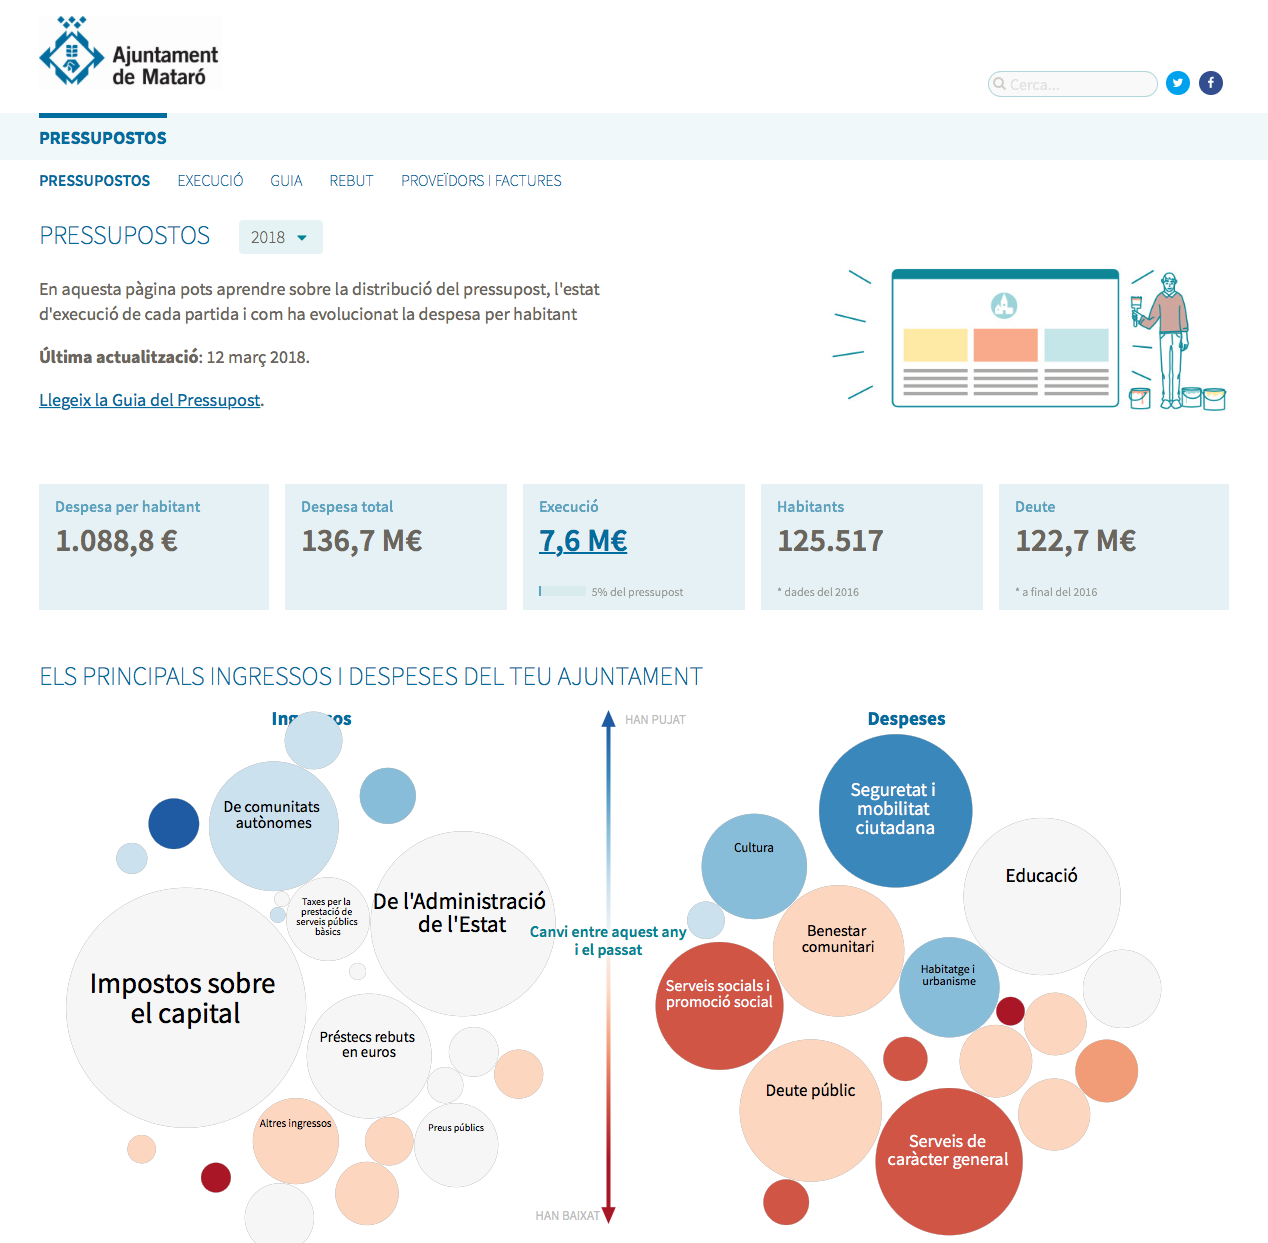 Ajuntament
de Mataró
Cerca...
PRESSUPOSTOS
PRESSUPOSTOS EXECUCIÓ GUIA REBUT PROVEÏDORS I FACTURES
PRESSUPOSTOS 2018
En aquesta pàgina pots aprendre sobre la distribució del pressupost, l'estat
d'execució de cada partida i com ha evolucionat la despesa per habitant
Última actualització: 12 març 2018.
Llegeix la Guia del Pressupost.
Despesa per habitant
1.088,8 €
Despesa total
136,7 M€
Execució
7,6 M€
5% del pressupost
Habitants
125.517
* dades del 2016
Deute
122,7 M€
* a final del 2016
ELS PRINCIPALS INGRESSOS I DESPESES DEL TEU AJUNTAMENT
Ingressos
De comunitats
autònomes
Taxes per la
prestació de
serveis públics
bàsics
De l'Administració
de l'Estat
Impostos sobre
el capital
Préstecs rebuts
en euros
Altres ingressos
Preus públics
HAN PUJAT
Canvi entre aquest any
i el passat
HAN BAIXAT
Despeses
Seguretat i
mobilitat
ciutadana
Cultura
Educació
Benestar
comunitari
Habitatge i
urbanisme
Serveis socials i
promoció social
Deute públic
Serveis de
caràcter general